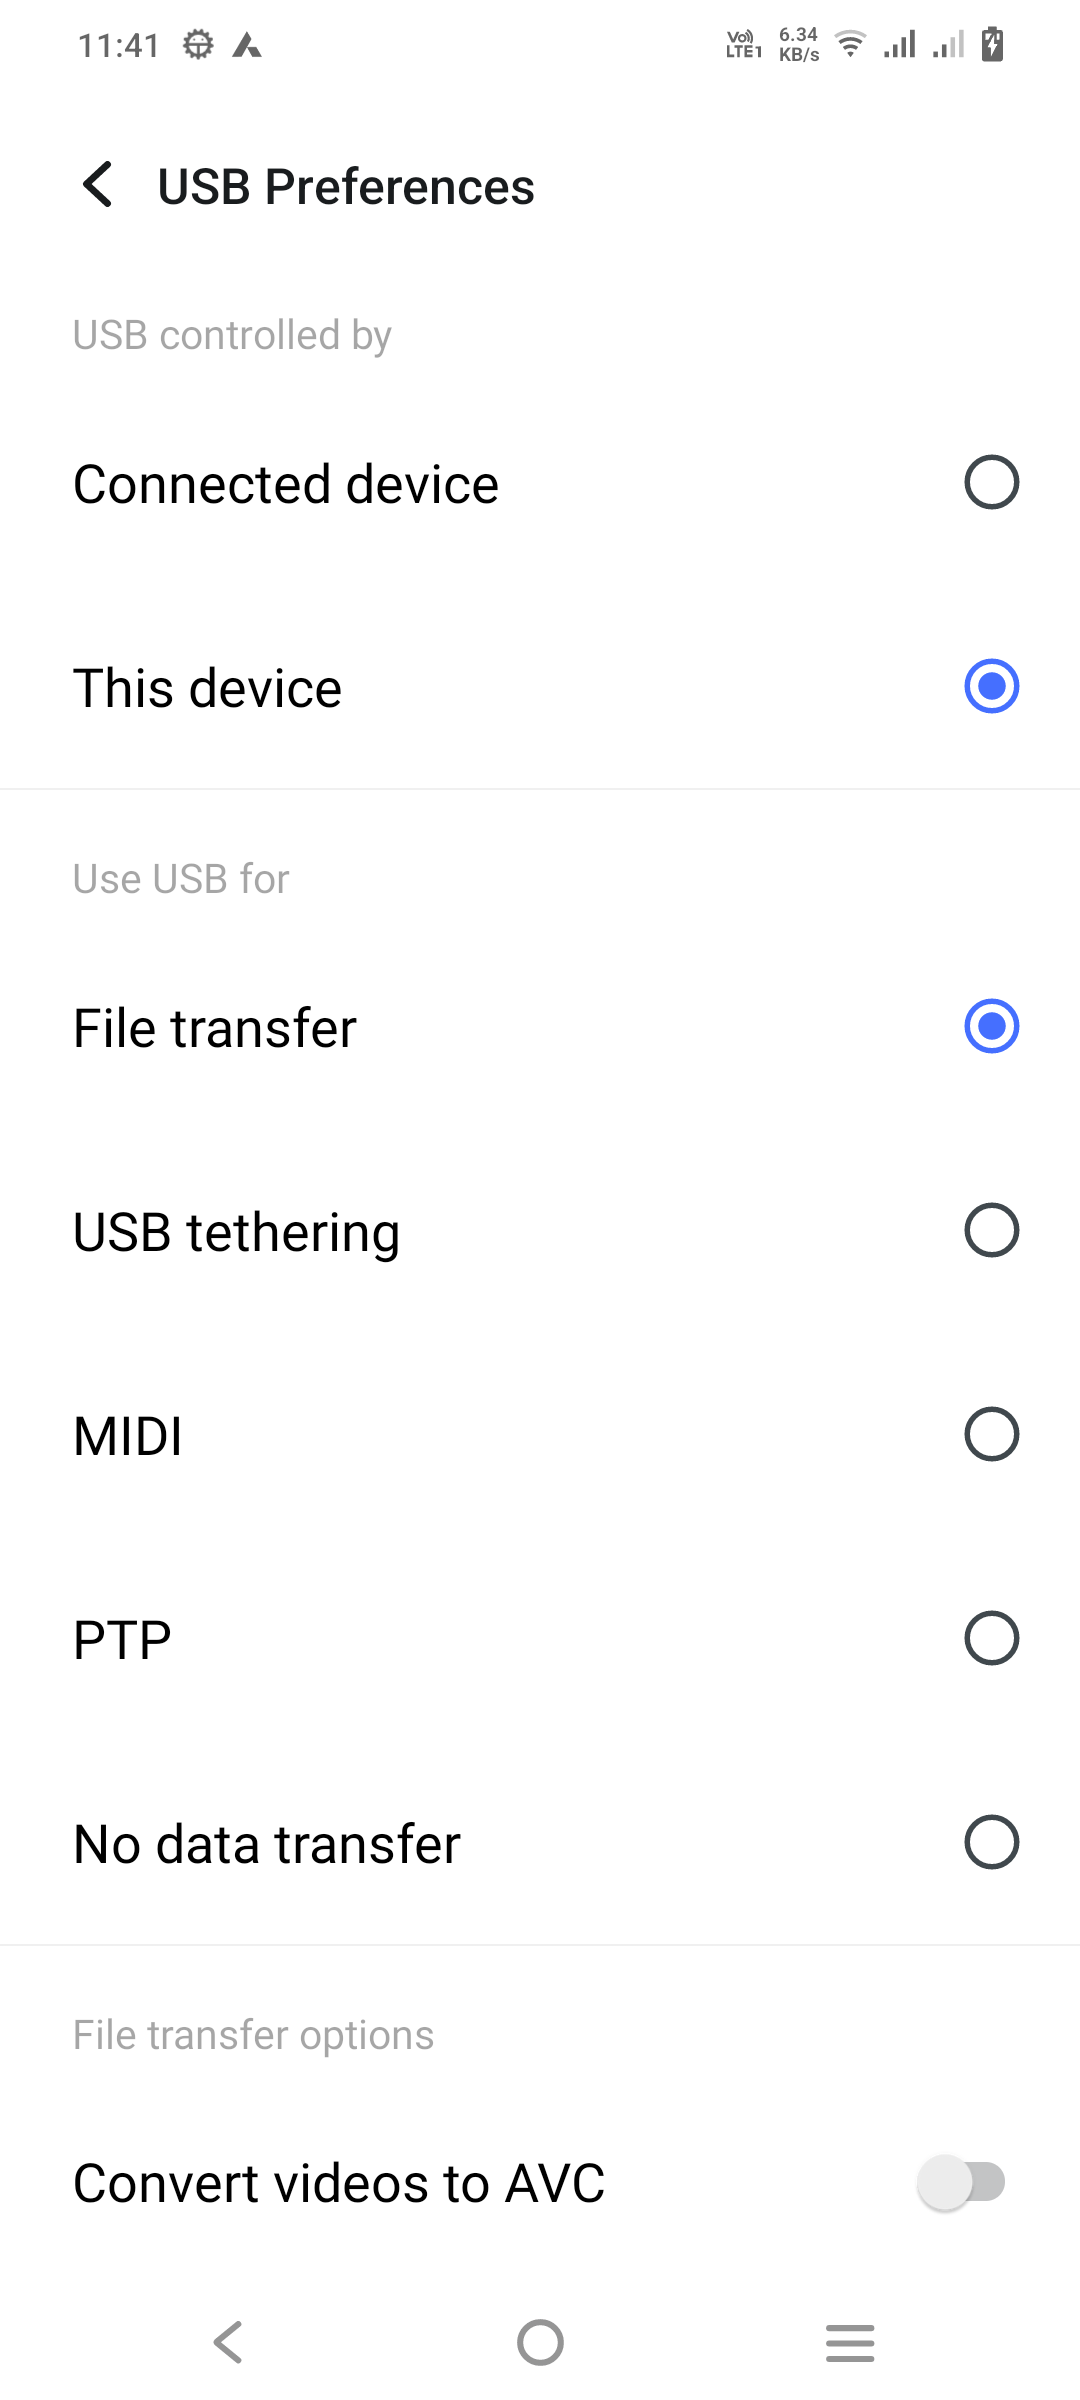 11:41 Vo) LTE1 6.34 KB/s
USB Preferences
USB controlled by
Connected device
This device
Use USB for
File transfer
USB tethering
MIDI
PTP
No data transfer
File transfer options
Convert videos to AVC